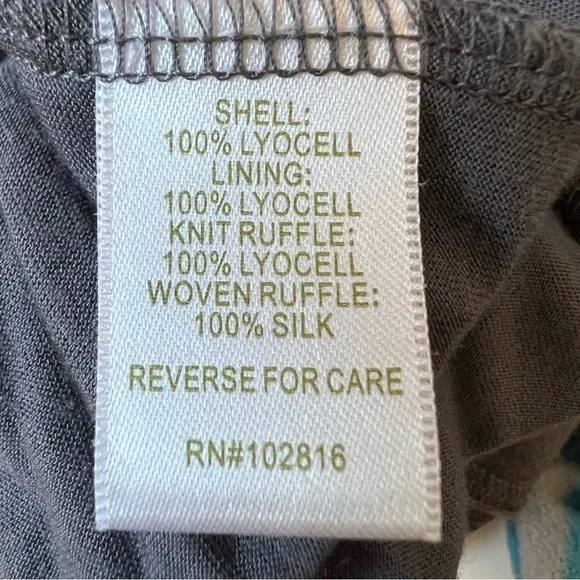 SHELL:
100% LYOCELL
LINING:
100% LYOCELL
KNIT RUFFLE:
100% LYOCELL
WOVEN RUFFLE:
100% SILK
REVERSE FOR CARE
RN#102816